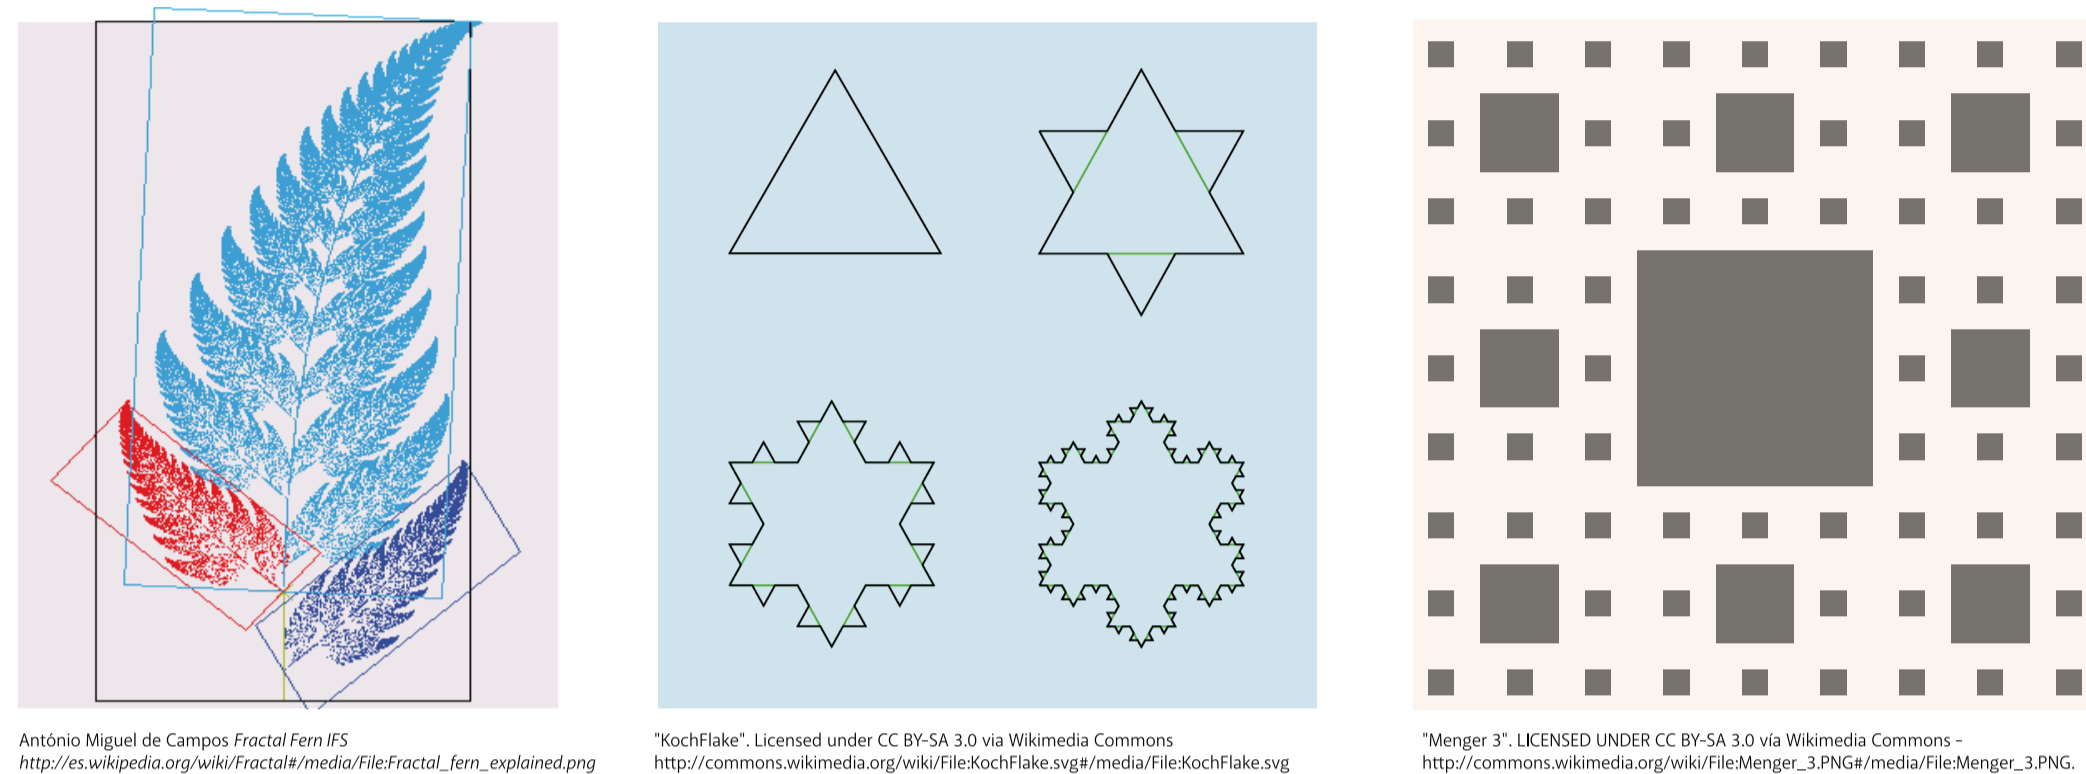 António Miguel de Campos Fractal Fern IFS
http://es.wikipedia.org/wiki/Fractal#/media/File:Fractal_fern_explained.png
"KochFlake". Licensed under CC BY-SA 3.0 via Wikimedia Commons
http://commons.wikimedia.org/wiki/File:KochFlake.svg#/media/File:KochFlake.svg
"Menger 3". LICENSED UNDER CC BY-SA 3.0 vía Wikimedia Commons -
http://commons.wikimedia.org/wiki/File:Menger_3.PNG#/media/File:Menger_3.PNG.